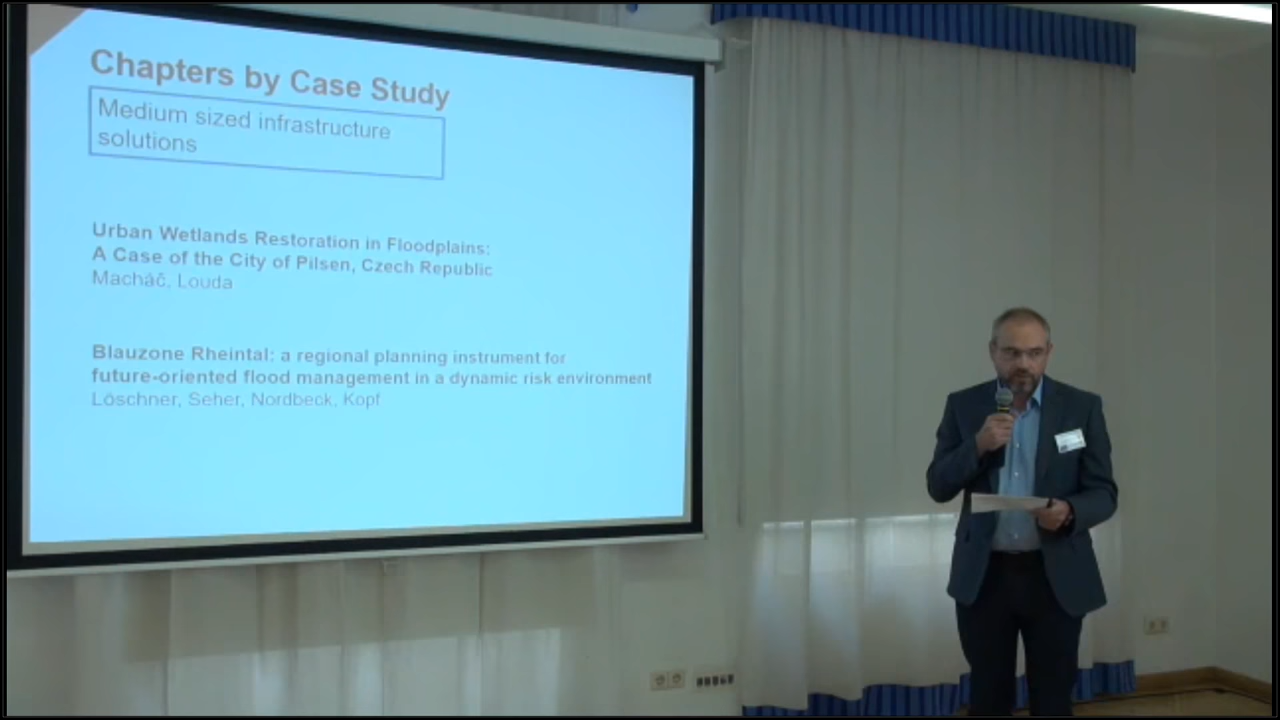 Chapters by Case Study
Medium sized infrastructure
solutions
Urban Wetlands Restoration in Floodplains:
A Case of the City of Pilsen, Czech Republic
Macháč, Louda
Blauzone Rheintal: a regional planning instrument for
future-oriented flood management in a dynamic risk environment
Löschner, Seher, Nordbeck, Kopf